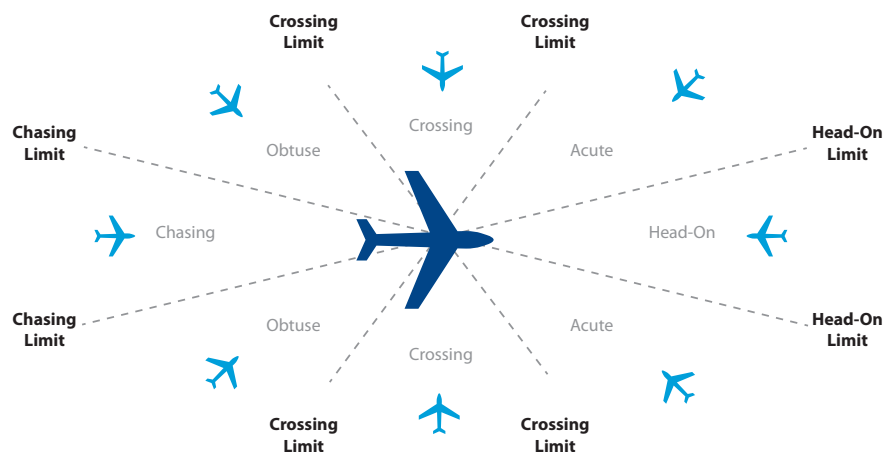 Crossing
Limit
Crossing
Limit
Crossing
Chasing
Limit
Head-On
Limit
Obtuse
Acute
Chasing
Head-On
Chasing
Limit
Head-On
Limit
Obtuse
Acute
Crossing
Crossing
Limit
Crossing
Limit